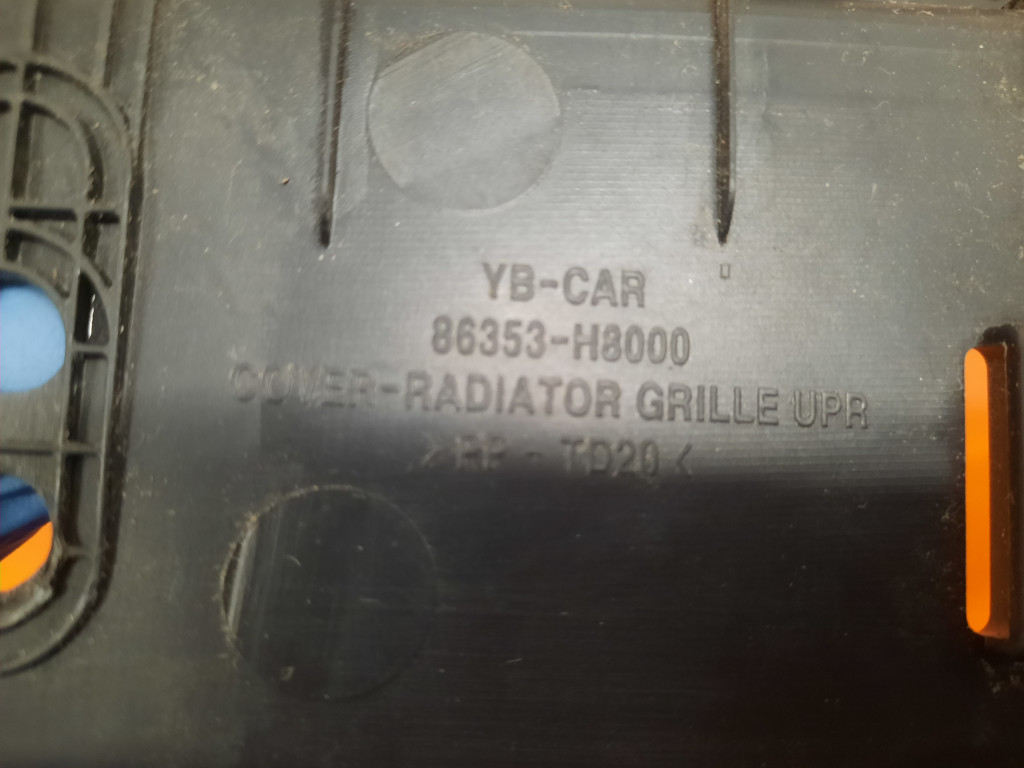 YB-CAR
86353-H8000
COVER-RADIATOR GRILLE UPR
>PP - TD20<